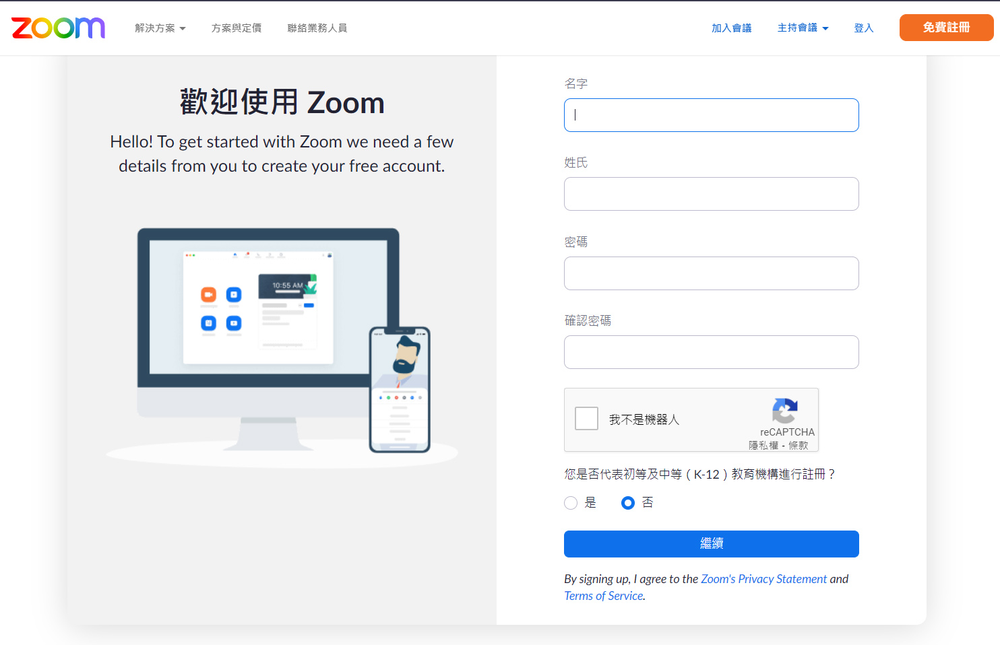 zoom
解決方案
方案與定價
聯絡業務人員
加入會議
主持會議
登入
免費註冊
歡迎使用 Zoom
Hello! To get started with Zoom we need a few
details from you to create your free account.
10:55 AM
名字
姓氏
密碼
確認密碼
我不是機器人
reCAPTCHA
隱私權 - 條款
您是否代表初等及中等（K-12）教育機構進行註冊？
是
否
繼續
By signing up, I agree to the Zoom's Privacy Statement and
Terms of Service.